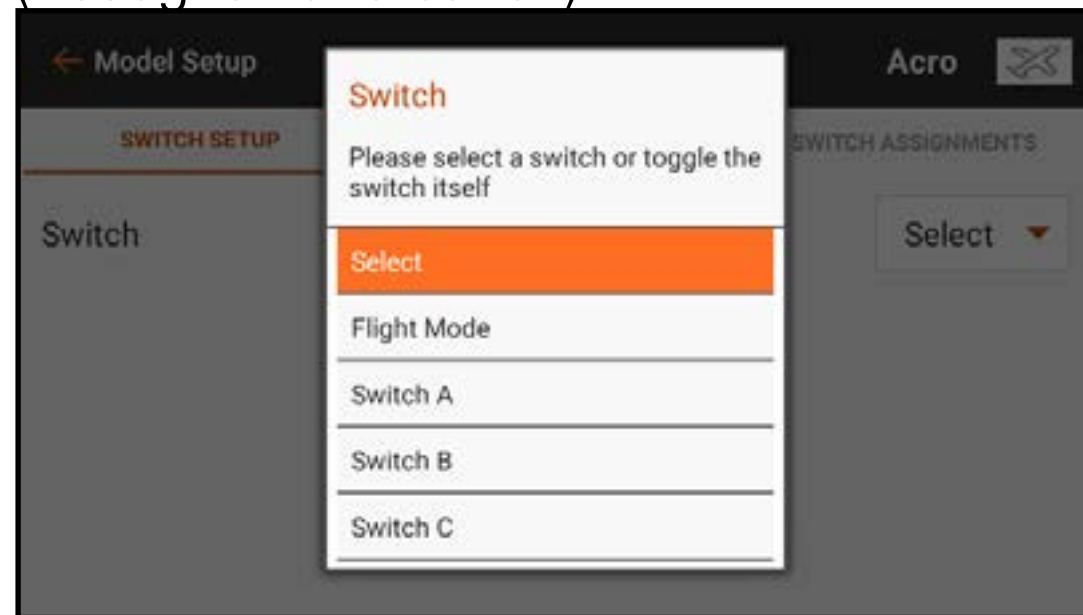 Model Setup
Acro
SWITCH SETUP
SWITCH ASSIGNMENTS
Switch
Select
Switch
Please select a switch or toggle the
switch itself
Select
Flight Mode
Switch A
Switch B
Switch C